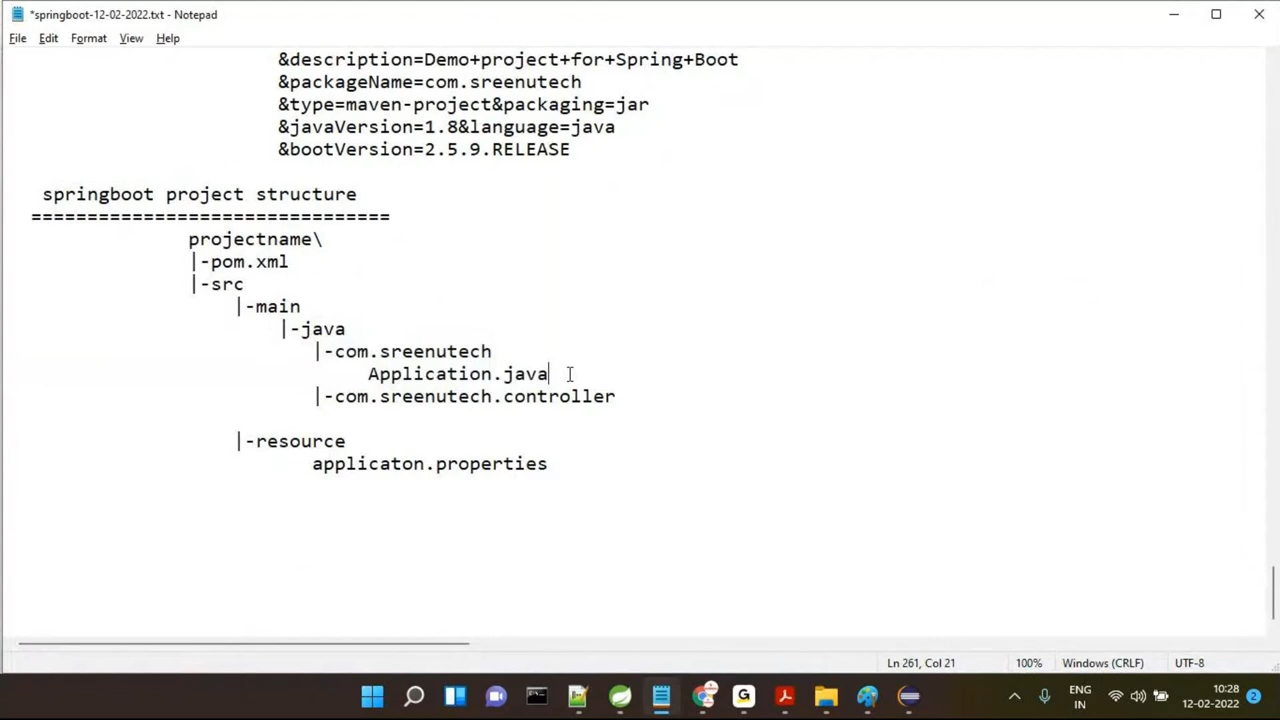 *springboot-12-02-2022.txt - Notepad
File Edit Format View Help
&description=Demo+project+for+Spring+Boot
&packageName=com.sreenutech
&type=maven-project&packaging=jar
&javaVersion=1.8&language=java
&bootVersion=2.5.9.RELEASE
springboot project structure
================================
projectname\
|-pom.xml
|-src
|-main
|-java
|-com.sreenutech
Application.java
|-com.sreenutech.controller
|-resource
applicaton.properties
Ln 261, Col 21 100% Windows (CRLF) UTF-8
ENG
IN
10:28
12-02-2022
2